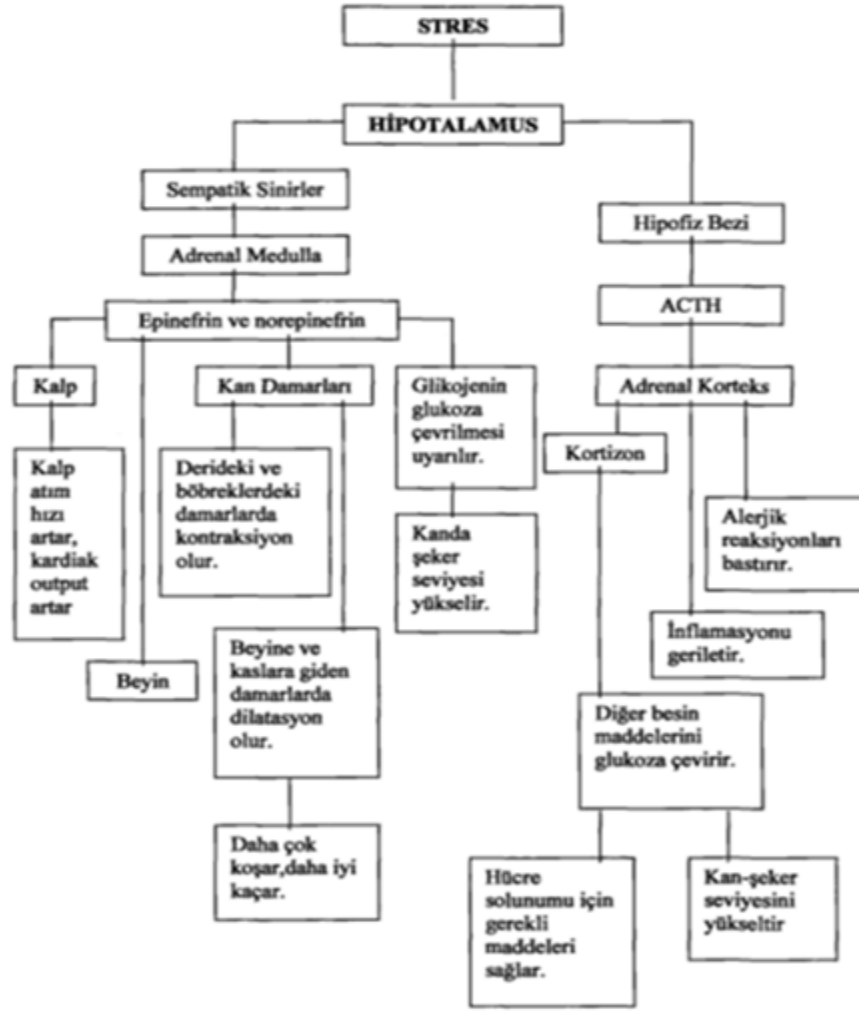 STRES
HİPOTALAMUS
Sempatik Sinirler
Hipofiz Bezi
Adrenal Medulla
ACTH
Epinefrin ve norepinefrin
Kalp
Kan Damarları
Glikojenin
glukoza
çevrilmesi
uyarılır.
Adrenal Korteks
Kortizon
Kalp
atım
hızı
artar,
kardiak
output
artar
Derideki ve
böbreklerdeki
damarlarda
kontraksiyon
olur.
Kanda
şeker
seviyesi
yükselir.
Alerjik
reaksiyonları
bastırır.
Beyin
Beyine ve
kaslara giden
damarlarda
dilatasyon
olur.
İnflamasyonu
geriletir.
Diğer besin
maddelerini
glukoza çevirir.
Daha çok
koşar,daha iyi
kaçar.
Hücre
solunumu için
gerekli
maddeleri
sağlar.
Kan-şeker
seviyesini
yükseltir